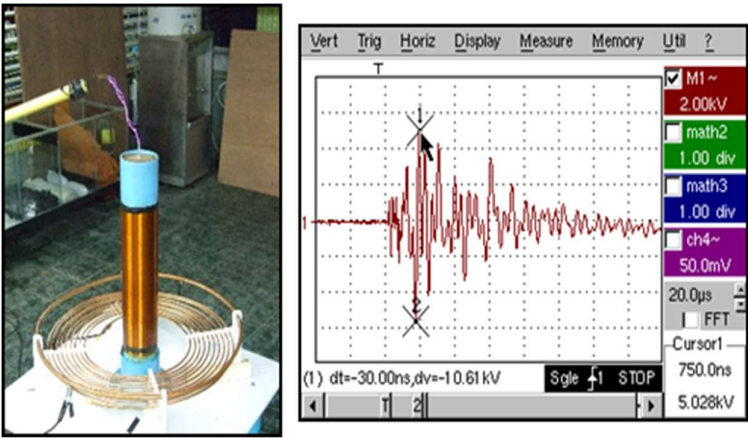 Vert Trig Horiz Display Measure Memory Util ?
T
M1~
2.00kV
math2
1.00 div
math3
1.00 div
ch4~
50.0mV
20.0µs
FFT
Cursor1
750.0ns
5.028kV
1
1
2
(1) dt=-30.00ns,dv=-10.61kV Sgle 1 STOP
T 2